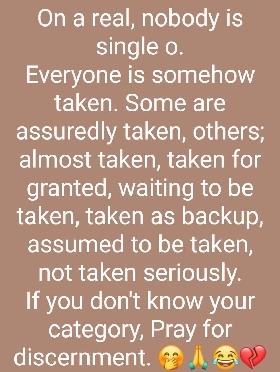 On a real, nobody is
single o.
Everyone is somehow
taken. Some are
assuredly taken, others;
almost taken, taken for
granted, waiting to be
taken, taken as backup,
assumed to be taken,
not taken seriously.
If you don't know your
category, Pray for
discernment. 🤭🙏😂💔